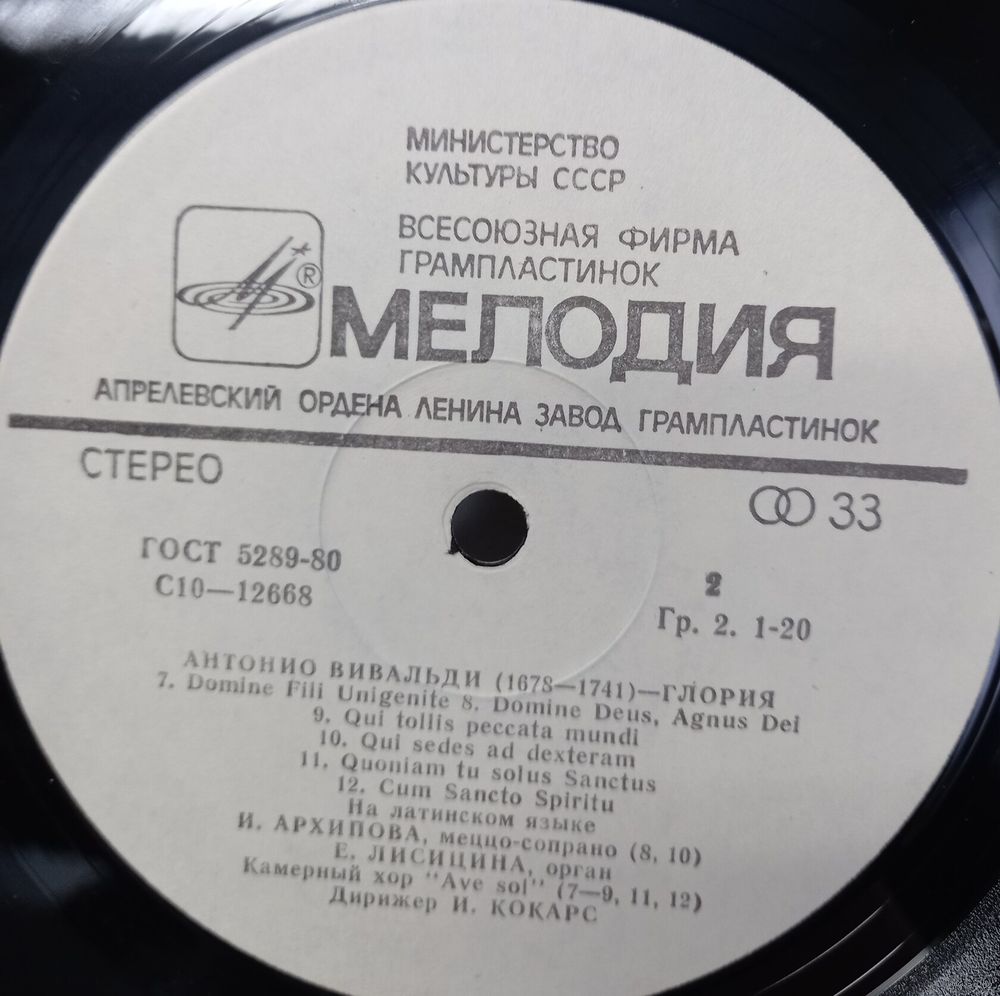 МИНИСТЕРСТВО
КУЛЬТУРЫ СССР
ВСЕСОЮЗНАЯ ФИРМА
ГРАМПЛАСТИНОК
®
МЕЛОДИЯ
АПРЕЛЕВСКИЙ ОРДЕНА ЛЕНИНА ЗАВОД ГРАМПЛАСТИНОК
СТЕРЕО
33
ГОСТ 5289-80
С10—12668
2
Гр. 2. 1-20
АНТОНИО ВИВАЛЬДИ (1678—1741)—ГЛОРИЯ
7. Domine Fili Unigenite 8. Domine Deus, Agnus Dei
9. Qui tollis peccata mundi
10. Qui sedes ad dexteram
11. Quoniam tu solus Sanctus
12. Cum Sancto Spiritu
На латинском языке
И. АРХИПОВА, меццо-сопрано (8, 10)
Е. ЛИСИЦИНА, орган
Камерный хор "Ave sol" (7—9, 11, 12)
Дирижер И. КОКАРС